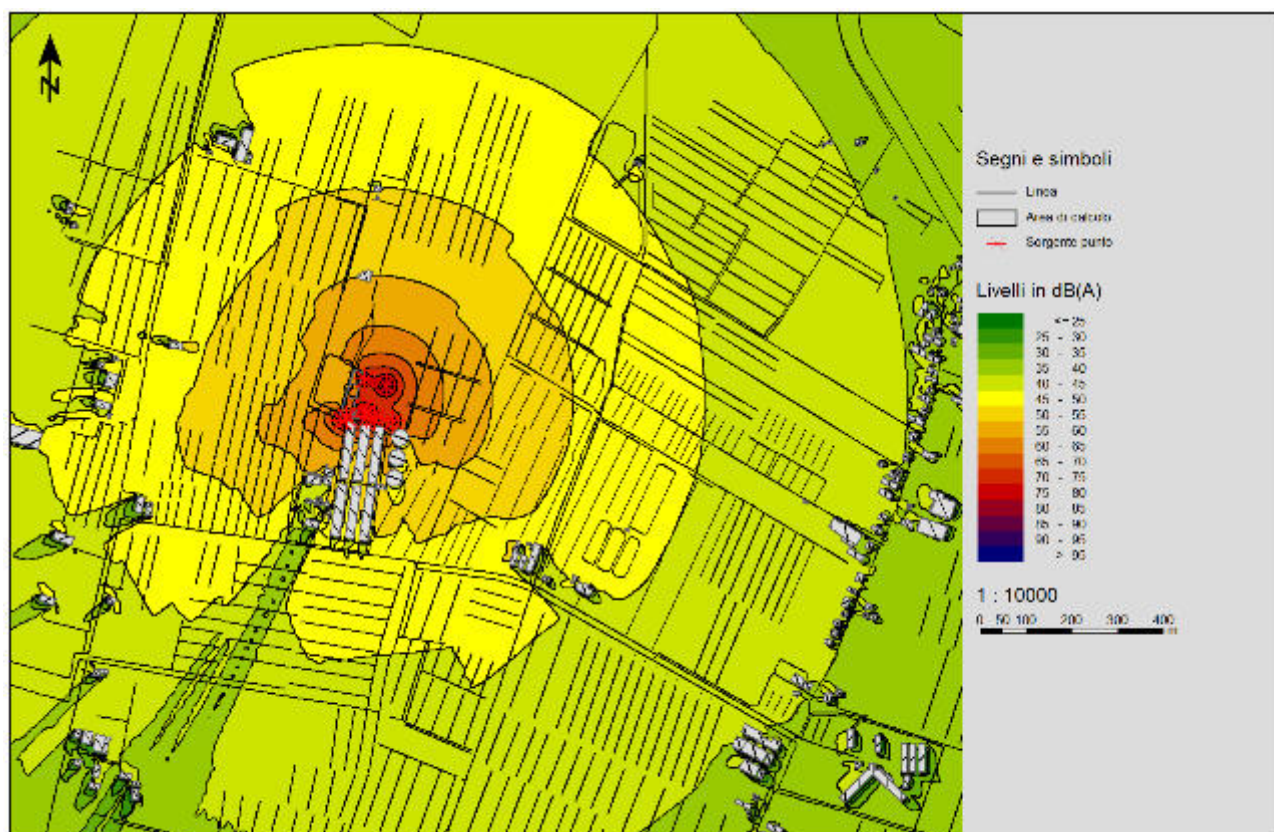 N
Segni e simboli
Linea
Area di calcolo
Sorgente punto
Livelli in dB(A)
<= 25
25 - 30
30 - 35
35 - 40
40 - 45
45 - 50
50 - 55
55 - 60
60 - 65
65 - 70
70 - 75
75 - 80
80 - 85
85 - 90
90 - 95
> 95
1 : 10000
0 50 100 200 300 400
m